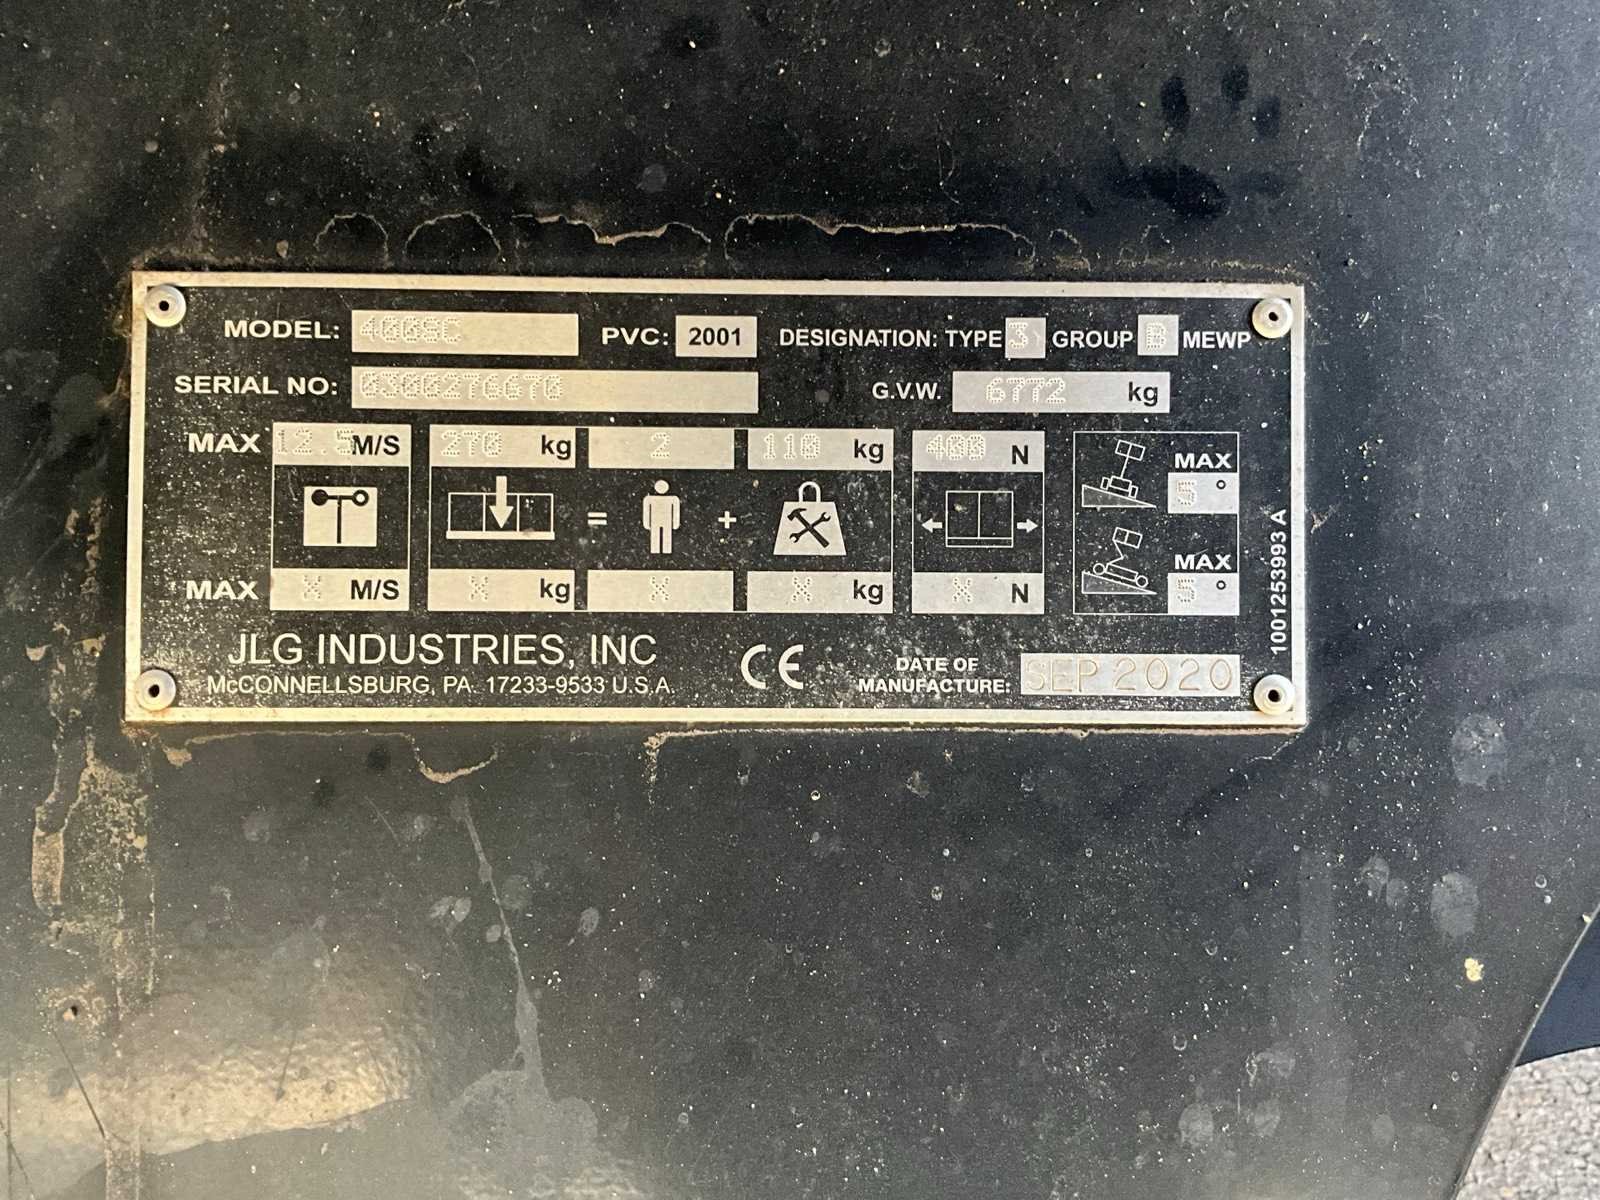 MODEL: 400SC PVC: 2001 DESIGNATION: TYPE 3 GROUP B MEWP
SERIAL NO: 0300276670 G.V.W. 6772 kg
MAX 12.5 M/S 270 kg 2 110 kg 400 N
MAX 5 °
= +
MAX 5 °
MAX X M/S X kg X X kg X N
1001253993 A
JLG INDUSTRIES, INC
McCONNELLSBURG, PA. 17233-9533 U.S.A.
CE
DATE OF
MANUFACTURE: SEP 2020